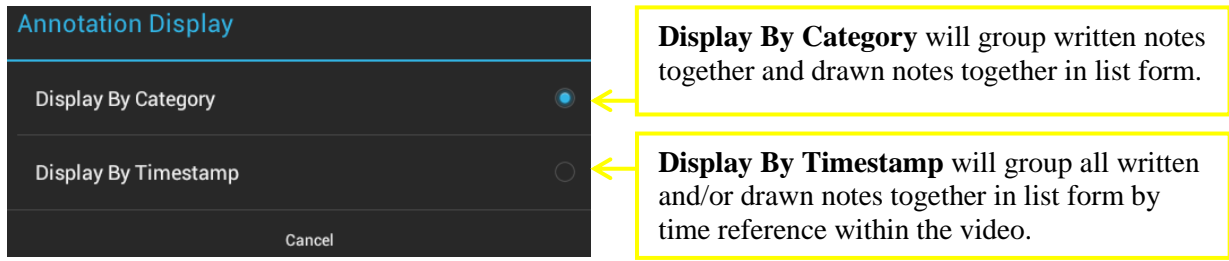 Annotation Display
Display By Category
Display By Timestamp
Cancel
Display By Category will group written notes
together and drawn notes together in list form.
Display By Timestamp will group all written
and/or drawn notes together in list form by
time reference within the video.